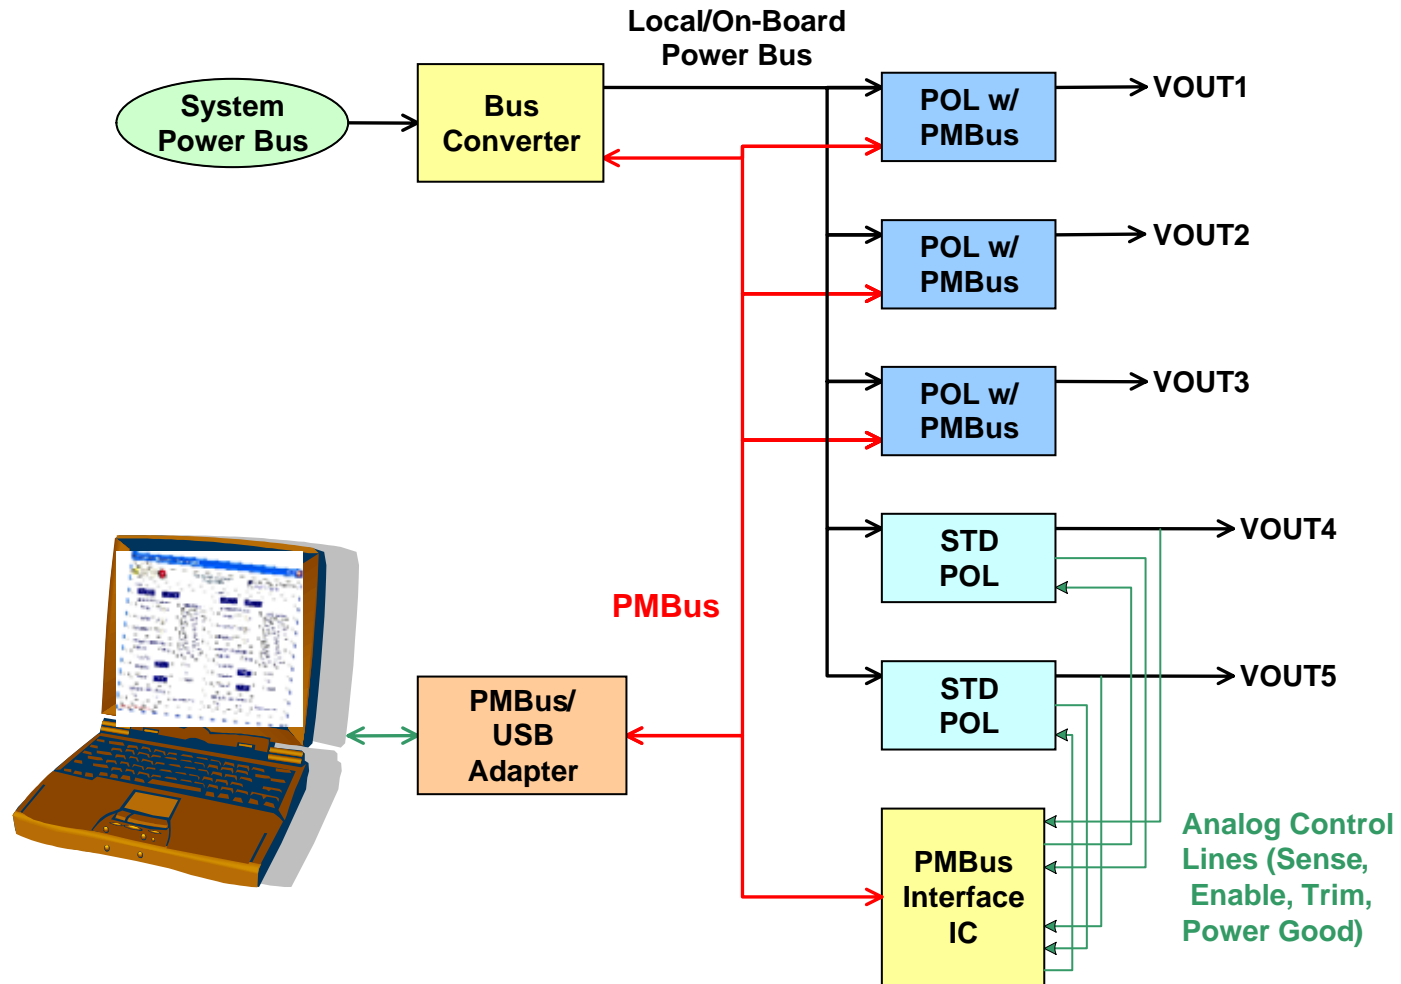 Local/On-Board
Power Bus
System
Power Bus
Bus
Converter
POL w/
PMBus
VOUT1
POL w/
PMBus
VOUT2
POL w/
PMBus
VOUT3
STD
POL
VOUT4
PMBus
STD
POL
VOUT5
PMBus/
USB
Adapter
PMBus
Interface
IC
Analog Control
Lines (Sense,
Enable, Trim,
Power Good)